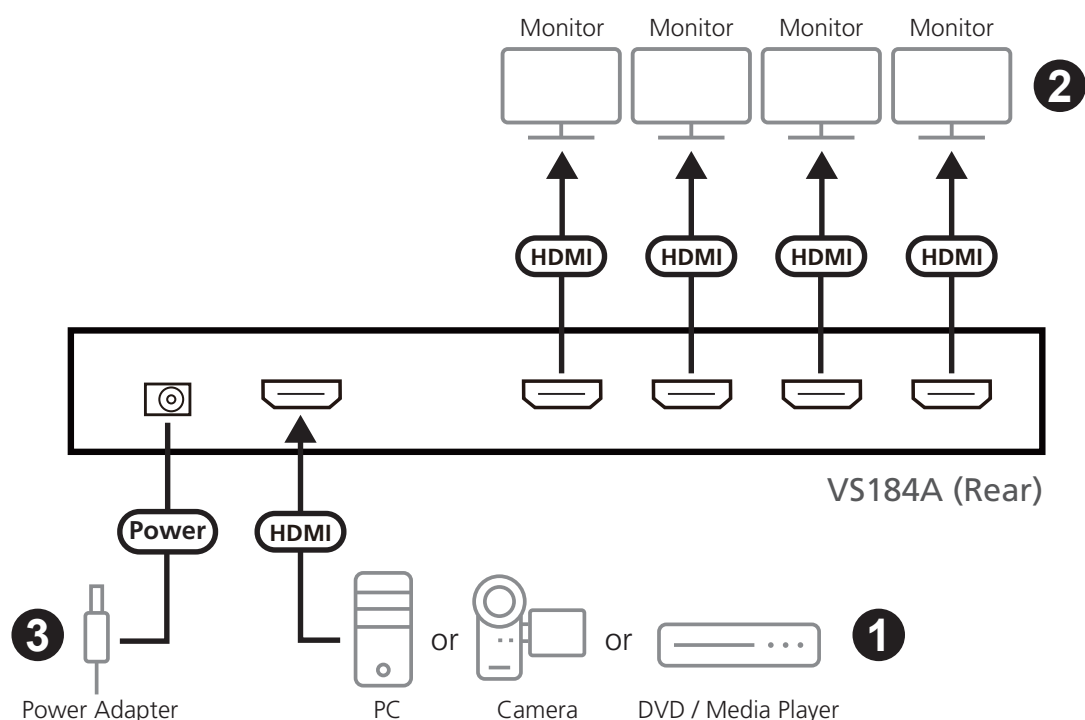 Monitor Monitor Monitor Monitor
2
HDMI HDMI HDMI HDMI
VS184A (Rear)
Power HDMI
3 or or 1
Power Adapter PC Camera DVD / Media Player